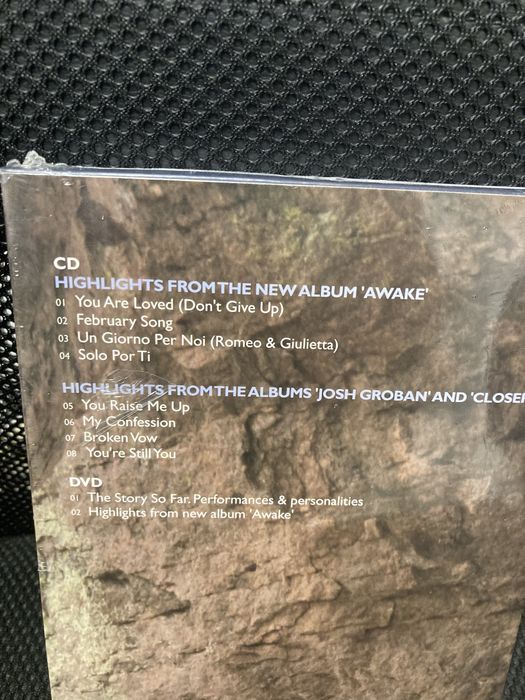 CD
HIGHLIGHTS FROM THE NEW ALBUM 'AWAKE'
01 You Are Loved (Don't Give Up)
02 February Song
03 Un Giorno Per Noi (Romeo & Giulietta)
04 Solo Por Ti
HIGHLIGHTS FROM THE ALBUMS 'JOSH GROBAN' AND 'CLOSER
05 You Raise Me Up
06 My Confession
07 Broken Vow
08 You're Still You
DVD
01 The Story So Far. Performances & personalities
02 Highlights from new album 'Awake'